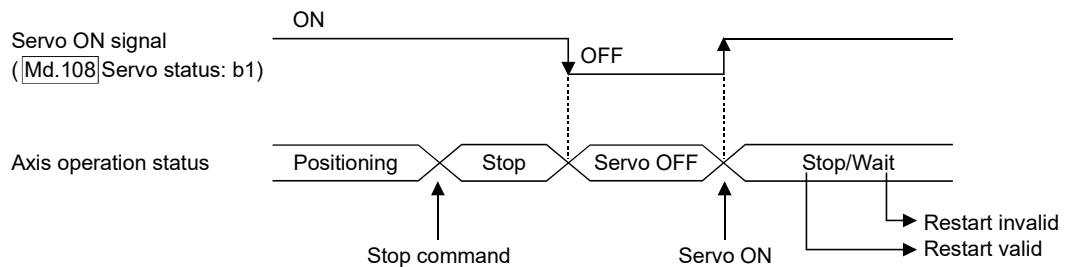 ON
Servo ON signal
OFF
( Md.108 Servo status: b1)
Axis operation status
Positioning
Stop
Servo OFF
Stop/Wait
Restart invalid
Restart valid
Stop command
Servo ON